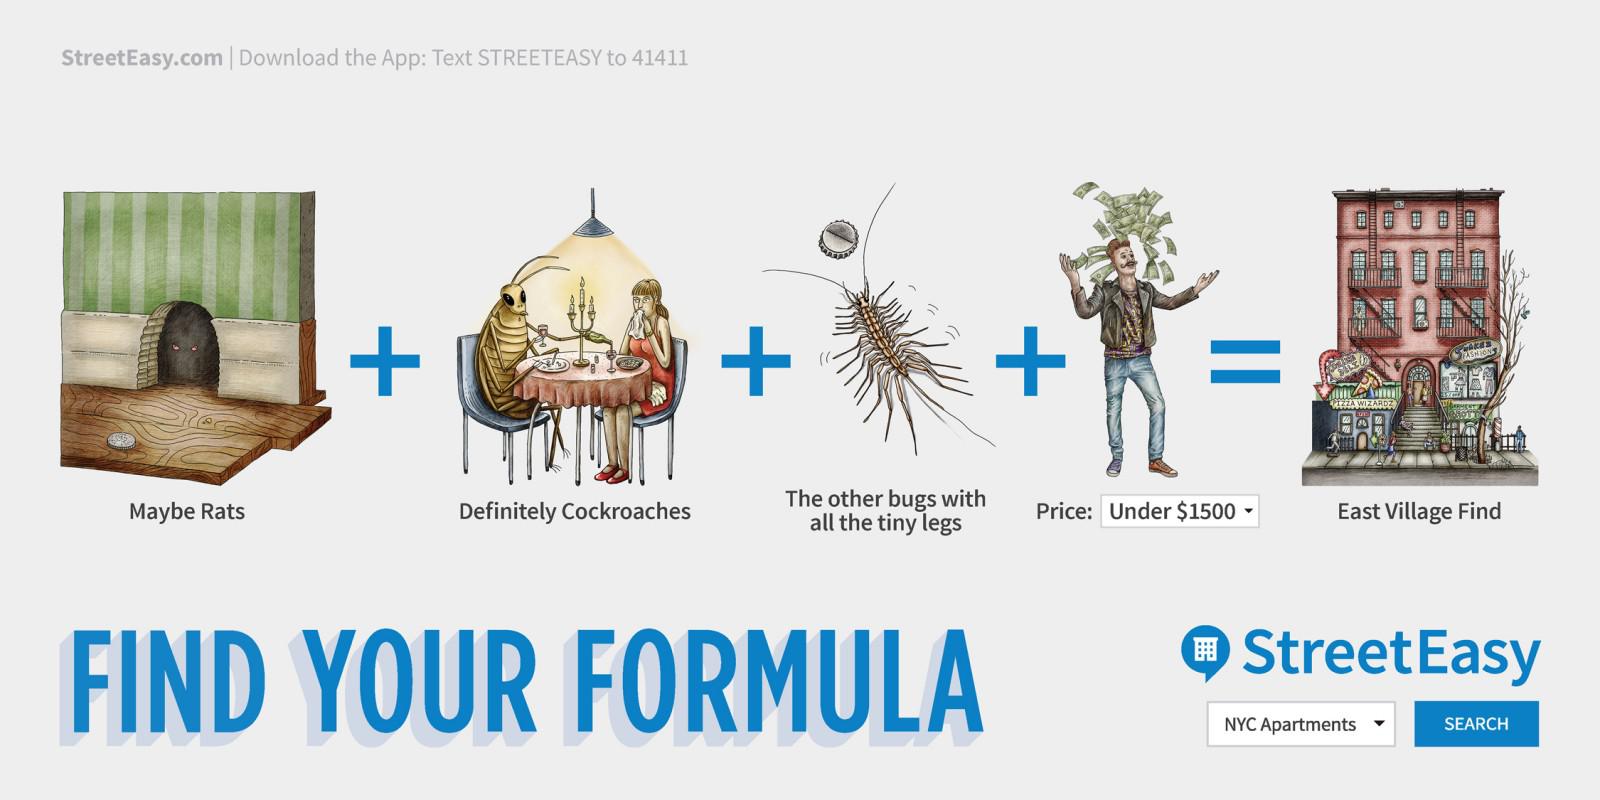 StreetEasy.com | Download the App: Text STREETEASY to 41411
PIZZA WIZARDZ
FASHIONS
Maybe Rats
Definitely Cockroaches
The other bugs with
all the tiny legs
Price: Under $1500
East Village Find
FIND YOUR FORMULA
StreetEasy
NYC Apartments
SEARCH